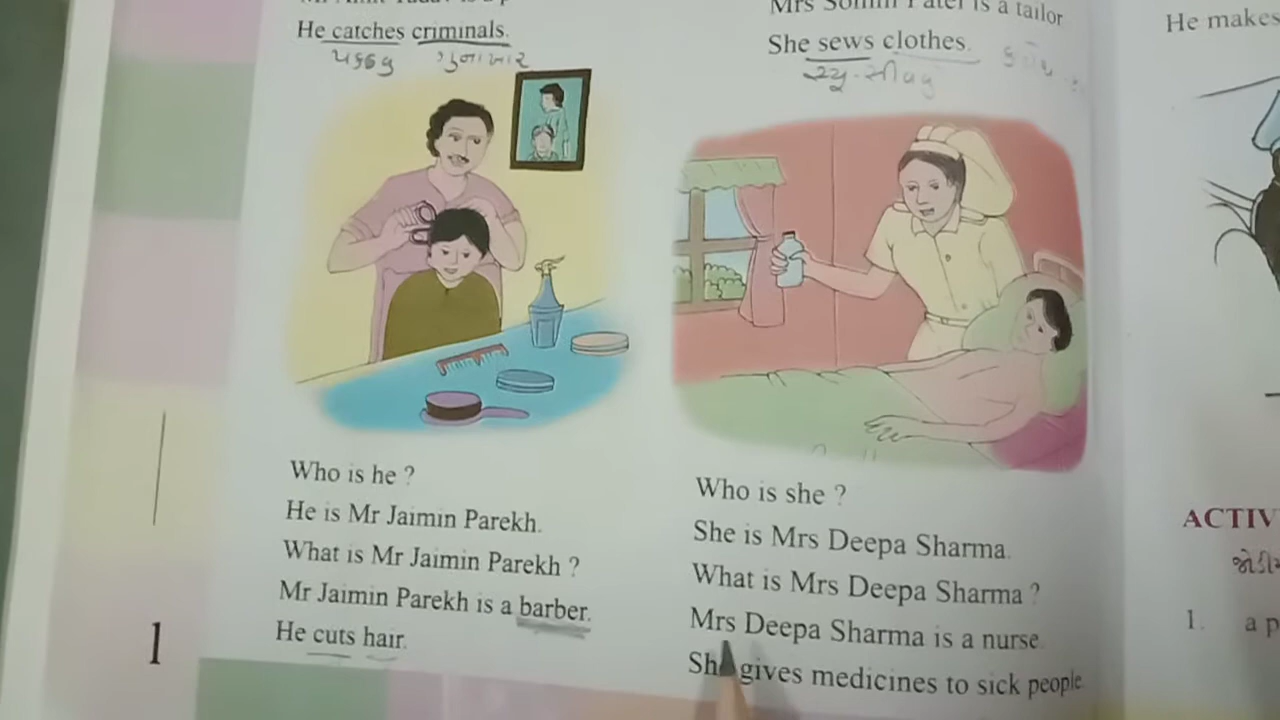 He catches criminals.
પકડવુ ગુનાખોર
Who is he ?
He is Mr Jaimin Parekh.
What is Mr Jaimin Parekh ?
Mr Jaimin Parekh is a barber.
He cuts hair.
Mrs Patel is a tailor
She sews clothes.
સ્યુ - સીવવુ
Who is she ?
She is Mrs Deepa Sharma.
What is Mrs Deepa Sharma ?
Mrs Deepa Sharma is a nurse.
She gives medicines to sick people.
He makes
ACTIV
1. a p
1